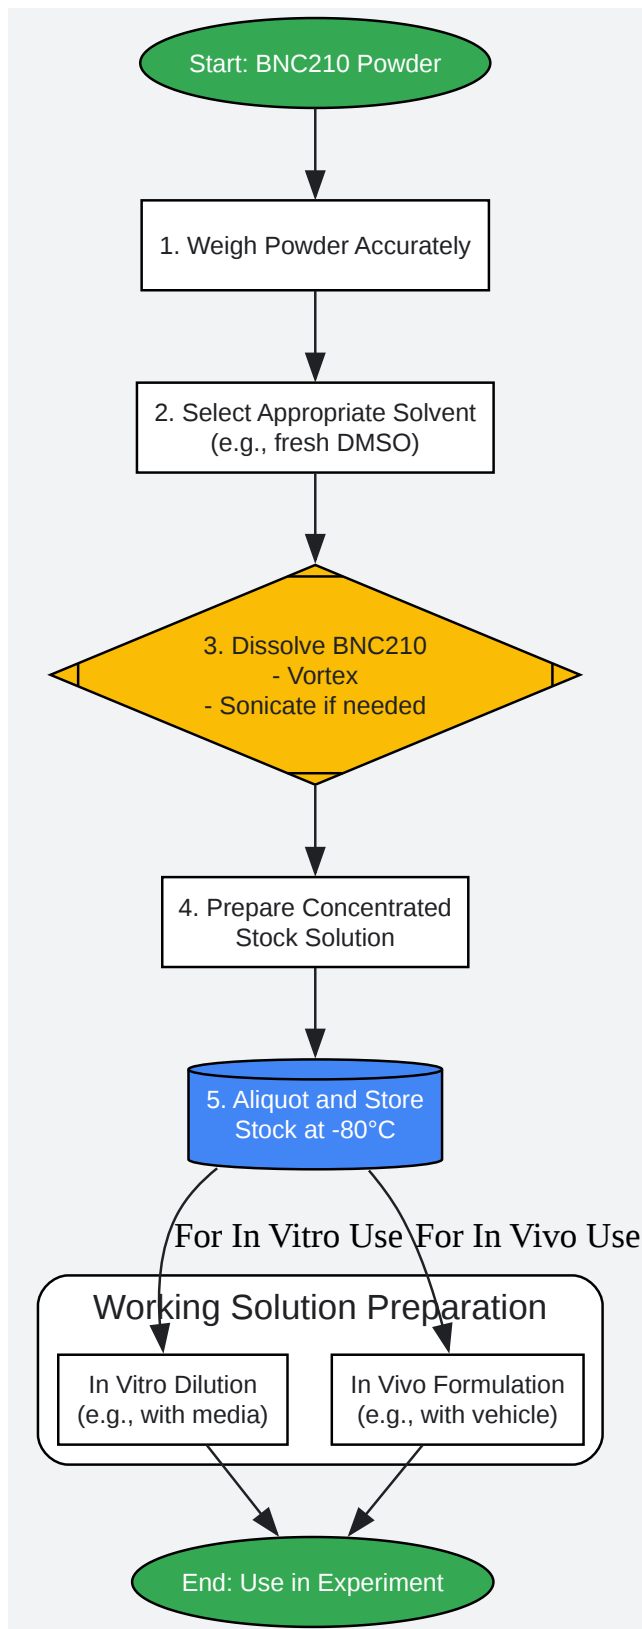 Start: BNC210 Powder
1. Weigh Powder Accurately
2. Select Appropriate Solvent
(e.g., fresh DMSO)
3. Dissolve BNC210
- Vortex
- Sonicate if needed
4. Prepare Concentrated
Stock Solution
5. Aliquot and Store
Stock at -80°C
For In Vitro Use
For In Vivo Use
Working Solution Preparation
In Vitro Dilution
(e.g., with media)
In Vivo Formulation
(e.g., with vehicle)
End: Use in Experiment